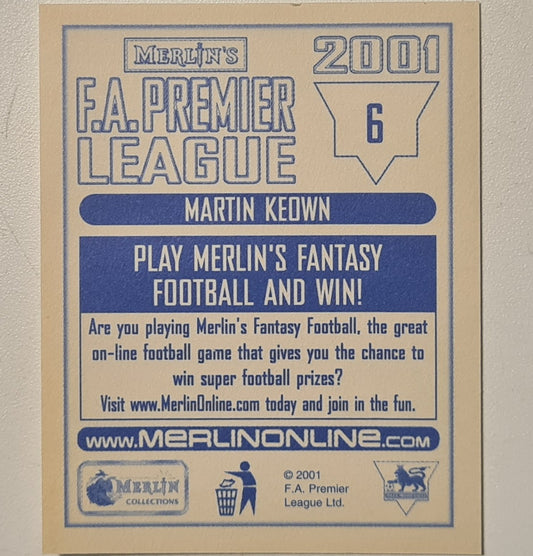 MERLIN'S
2001
F.A. PREMIER
LEAGUE
6
MARTIN KEOWN
PLAY MERLIN'S FANTASY
FOOTBALL AND WIN!
Are you playing Merlin's Fantasy Football, the great
on-line football game that gives you the chance to
win super football prizes?
Visit www.MerlinOnline.com today and join in the fun.
www.MERLINONLINE.com
MERLIN
COLLECTIONS
© 2001
F.A. Premier
League Ltd.